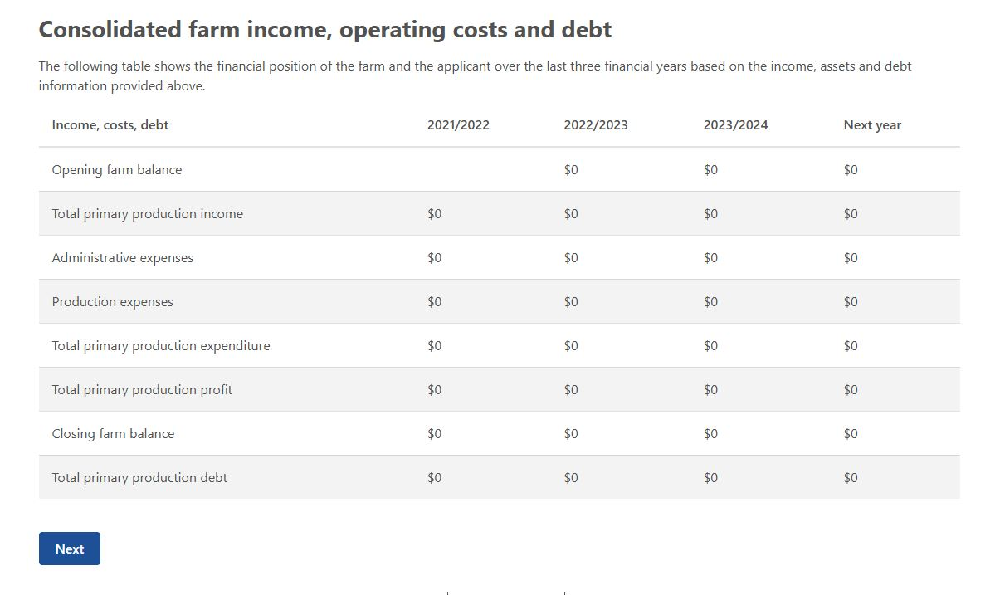 Consolidated farm income, operating costs and debt
The following table shows the financial position of the farm and the applicant over the last three financial years based on the income, assets and debt
information provided above.
Income, costs, debt 2021/2022 2022/2023 2023/2024 Next year
Opening farm balance $0 $0 $0
Total primary production income $0 $0 $0 $0
Administrative expenses $0 $0 $0 $0
Production expenses $0 $0 $0 $0
Total primary production expenditure $0 $0 $0 $0
Total primary production profit $0 $0 $0 $0
Closing farm balance $0 $0 $0 $0
Total primary production debt $0 $0 $0 $0
Next